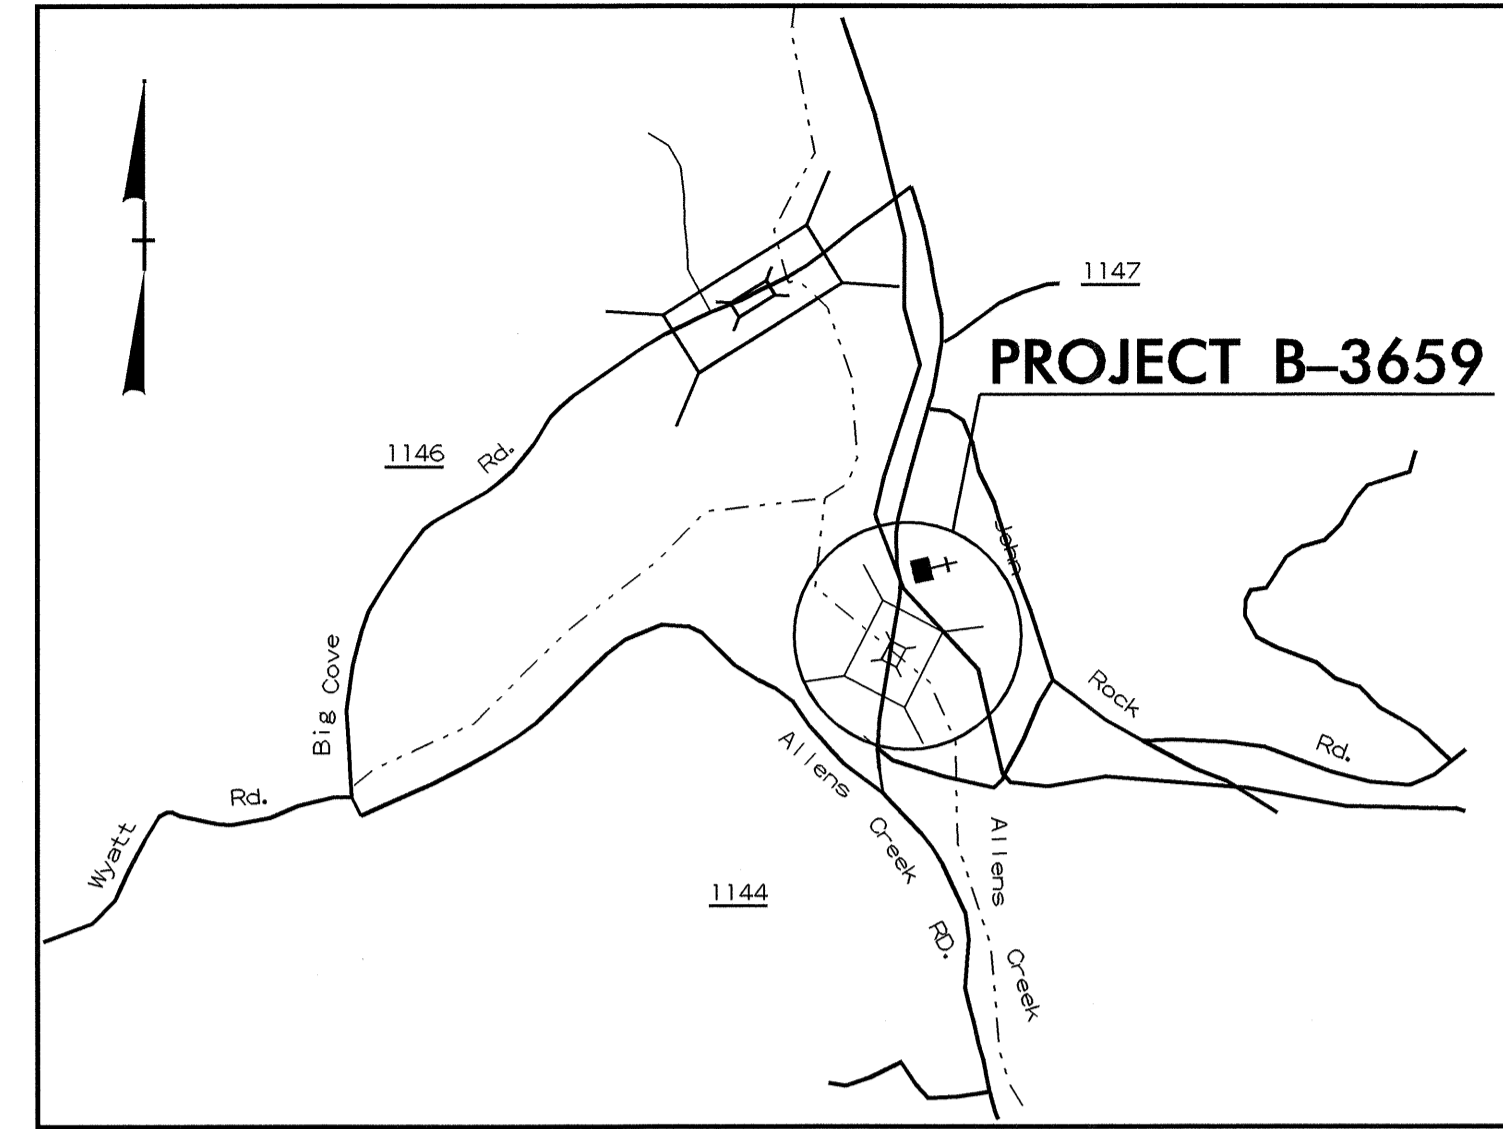 1147
PROJECT B–3659
1146
Rd.
John
Big Cove
Rock
Rd.
Rd.
Wyatt
Allens
Creek
RD.
1144
Allens
Creek